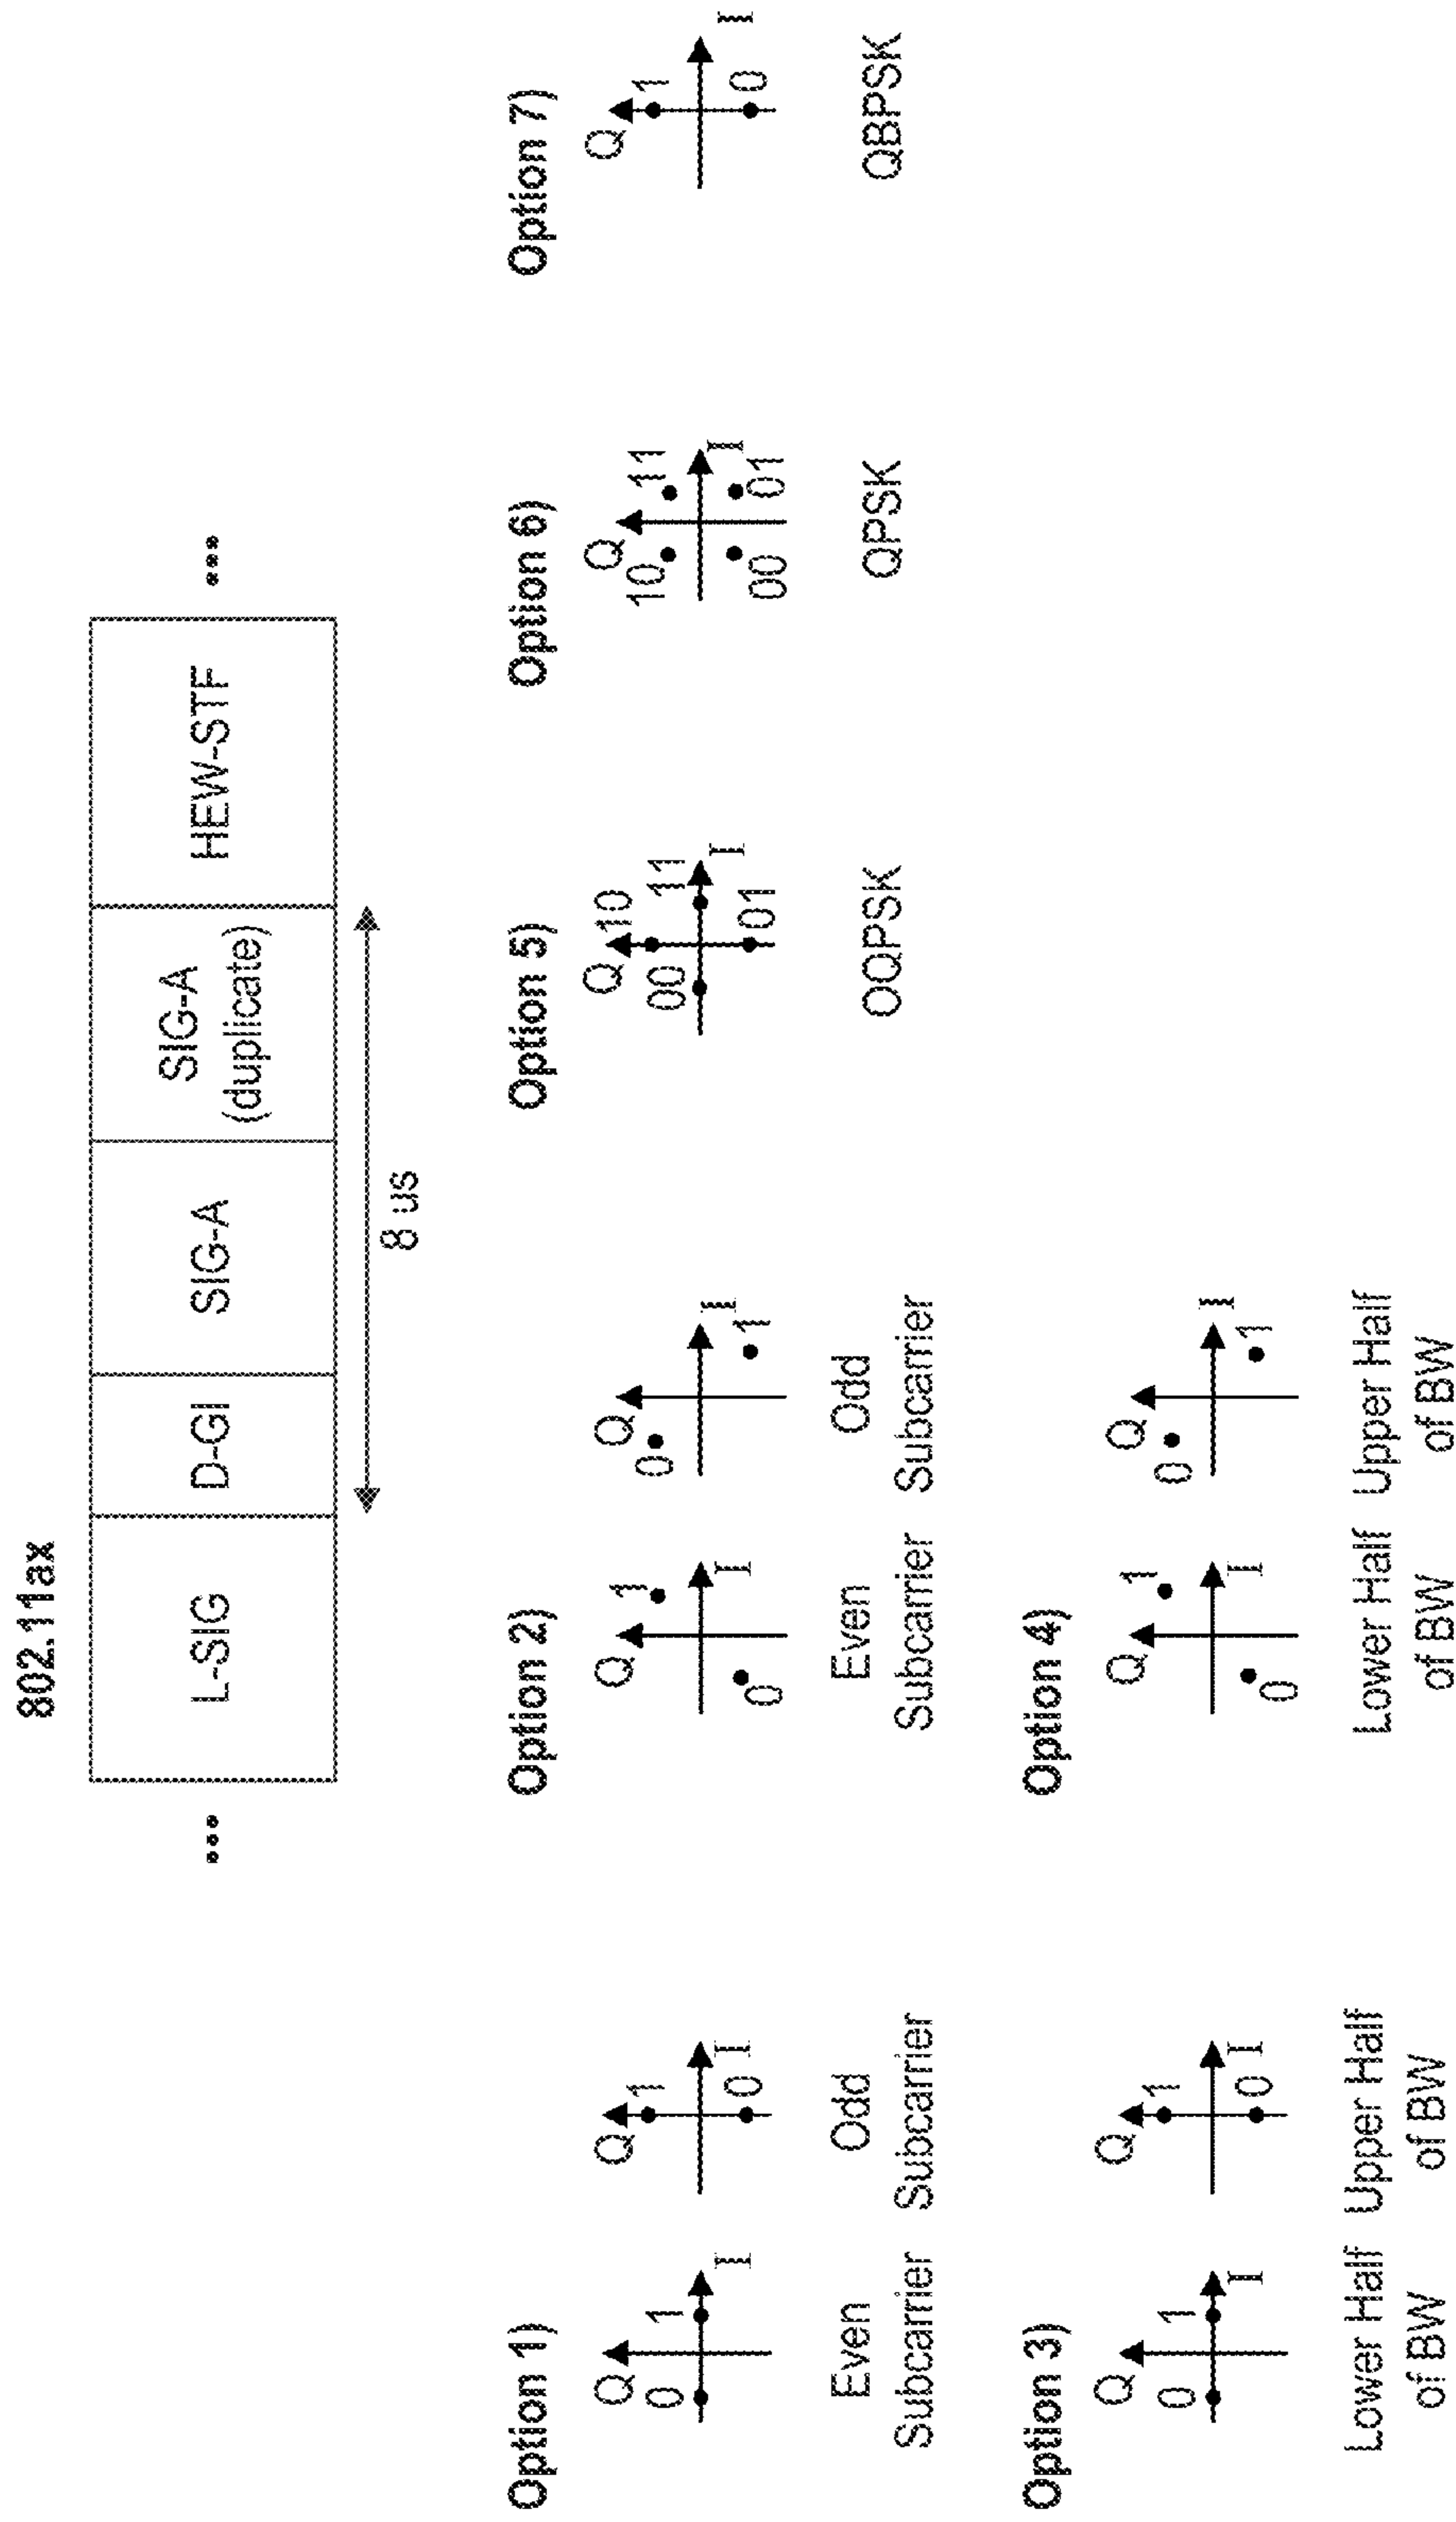 802.11ax
... L-SIG D-GI SIG-A SIG-A (duplicate) HEW-STF ...
8 us
Option 1)
Q
0 1
I
Even
Subcarrier
Q
1
0
I
Odd
Subcarrier
Option 2)
Q
1
0
I
Even
Subcarrier
Q
0
1
I
Odd
Subcarrier
Option 5)
Q
10
00
11
I
01
OQPSK
Option 6)
Q
10
11
I
00
01
QPSK
Option 7)
Q
1
I
0
QBPSK
Option 3)
Q
0 1
I
Lower Half
of BW
Q
1
0
I
Upper Half
of BW
Option 4)
Q
1
0
I
Lower Half
of BW
Q
0
1
I
Upper Half
of BW